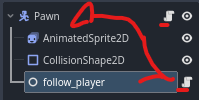 Pawn
AnimatedSprite2D
CollisionShape2D
follow_player